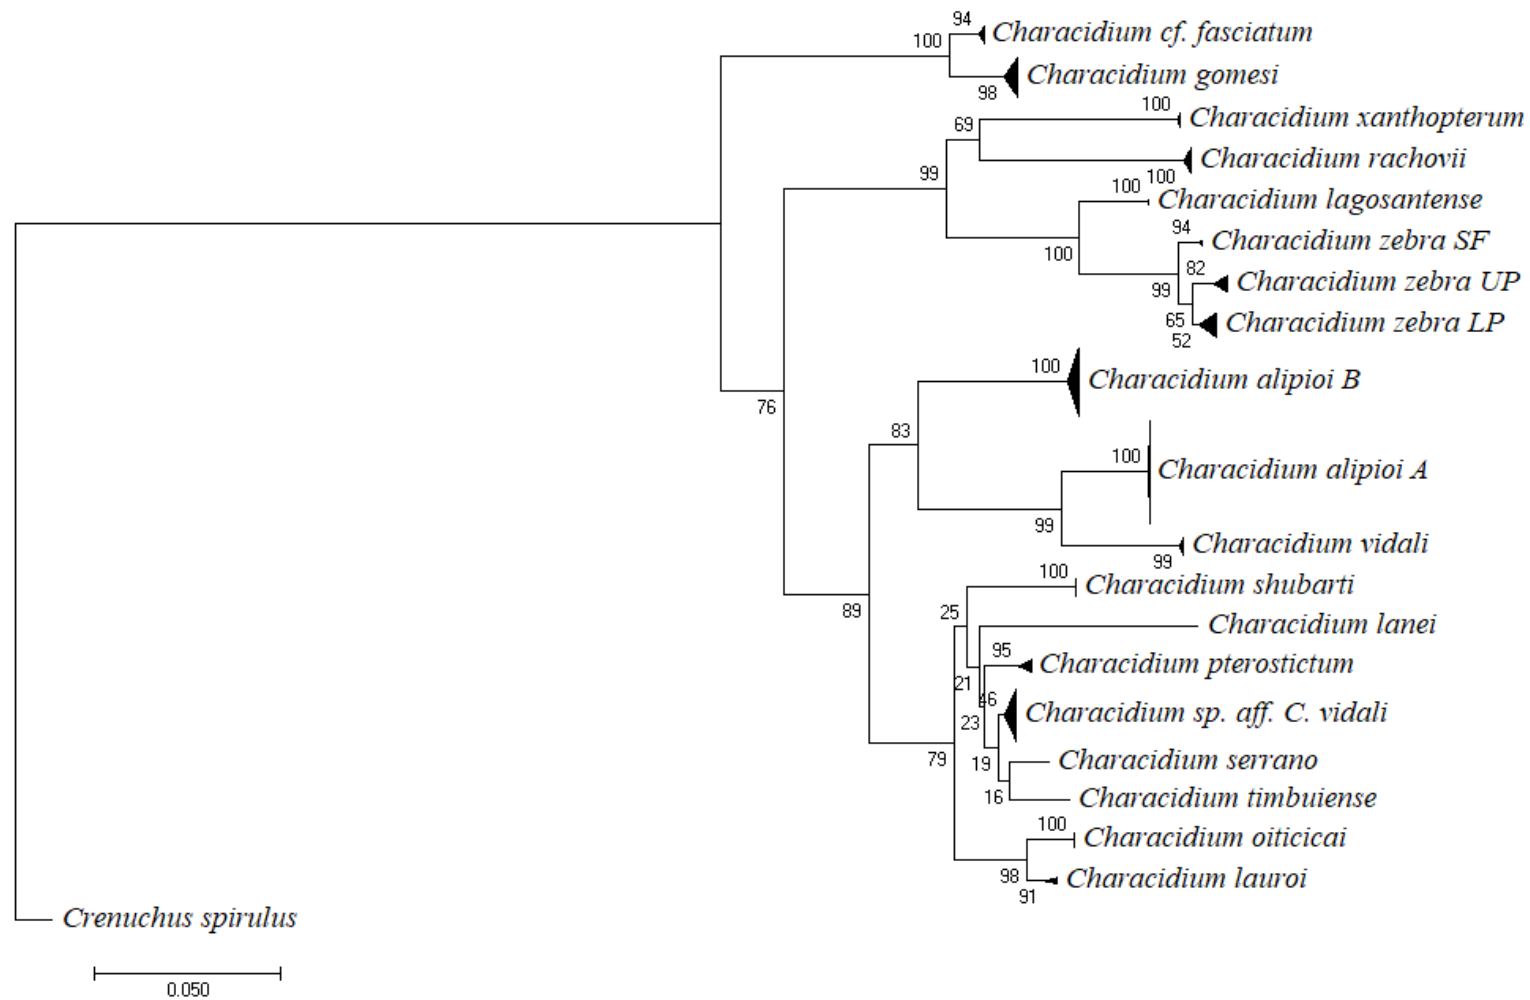 94
Characidium cf. fasciatum
100
Characidium gomesi
98
100
Characidium xanthopterum
69
Characidium rachovii
99
100
100
Characidium lagosantense
94
Characidium zebra SF
100
82
Characidium zebra UP
99
65
Characidium zebra LP
52
100
Characidium alipioi B
76
83
100
Characidium alipioi A
99
Characidium vidali
99
100
Characidium shubarti
89
25
Characidium lanei
95
Characidium pterostictum
21
46
Characidium sp. aff. C. vidali
23
79
19
Characidium serrano
16
Characidium timbuiense
100
Characidium oiticicai
98
Characidium lauroi
91
Crenuchus spirulus
0.050